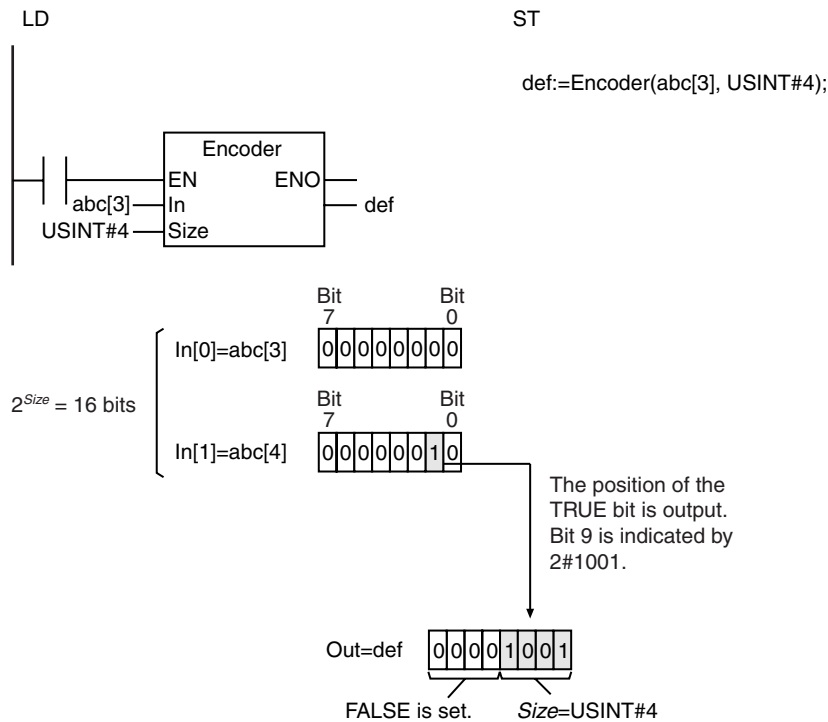 LD
ST
def:=Encoder(abc[3], USINT#4);
Encoder
EN ENO
abc[3] In def
USINT#4 Size
Bit Bit
7 0
In[0]=abc[3] 0 0 0 0 0 0 0 0
2^Size = 16 bits
Bit Bit
7 0
In[1]=abc[4] 0 0 0 0 0 0 1 0
The position of the
TRUE bit is output.
Bit 9 is indicated by
2#1001.
Out=def 0 0 0 0 1 0 0 1
FALSE is set. Size=USINT#4